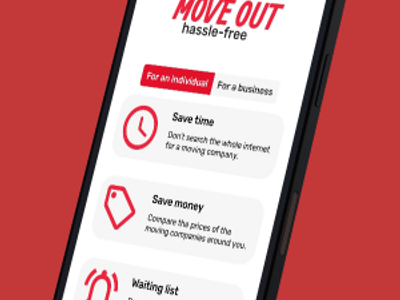 MOVE OUT
hassle-free
For an individual
For a business
Save time
Don't search the whole internet
for a moving company.
Save money
Compare the prices of the
moving companies around you.
Waiting list